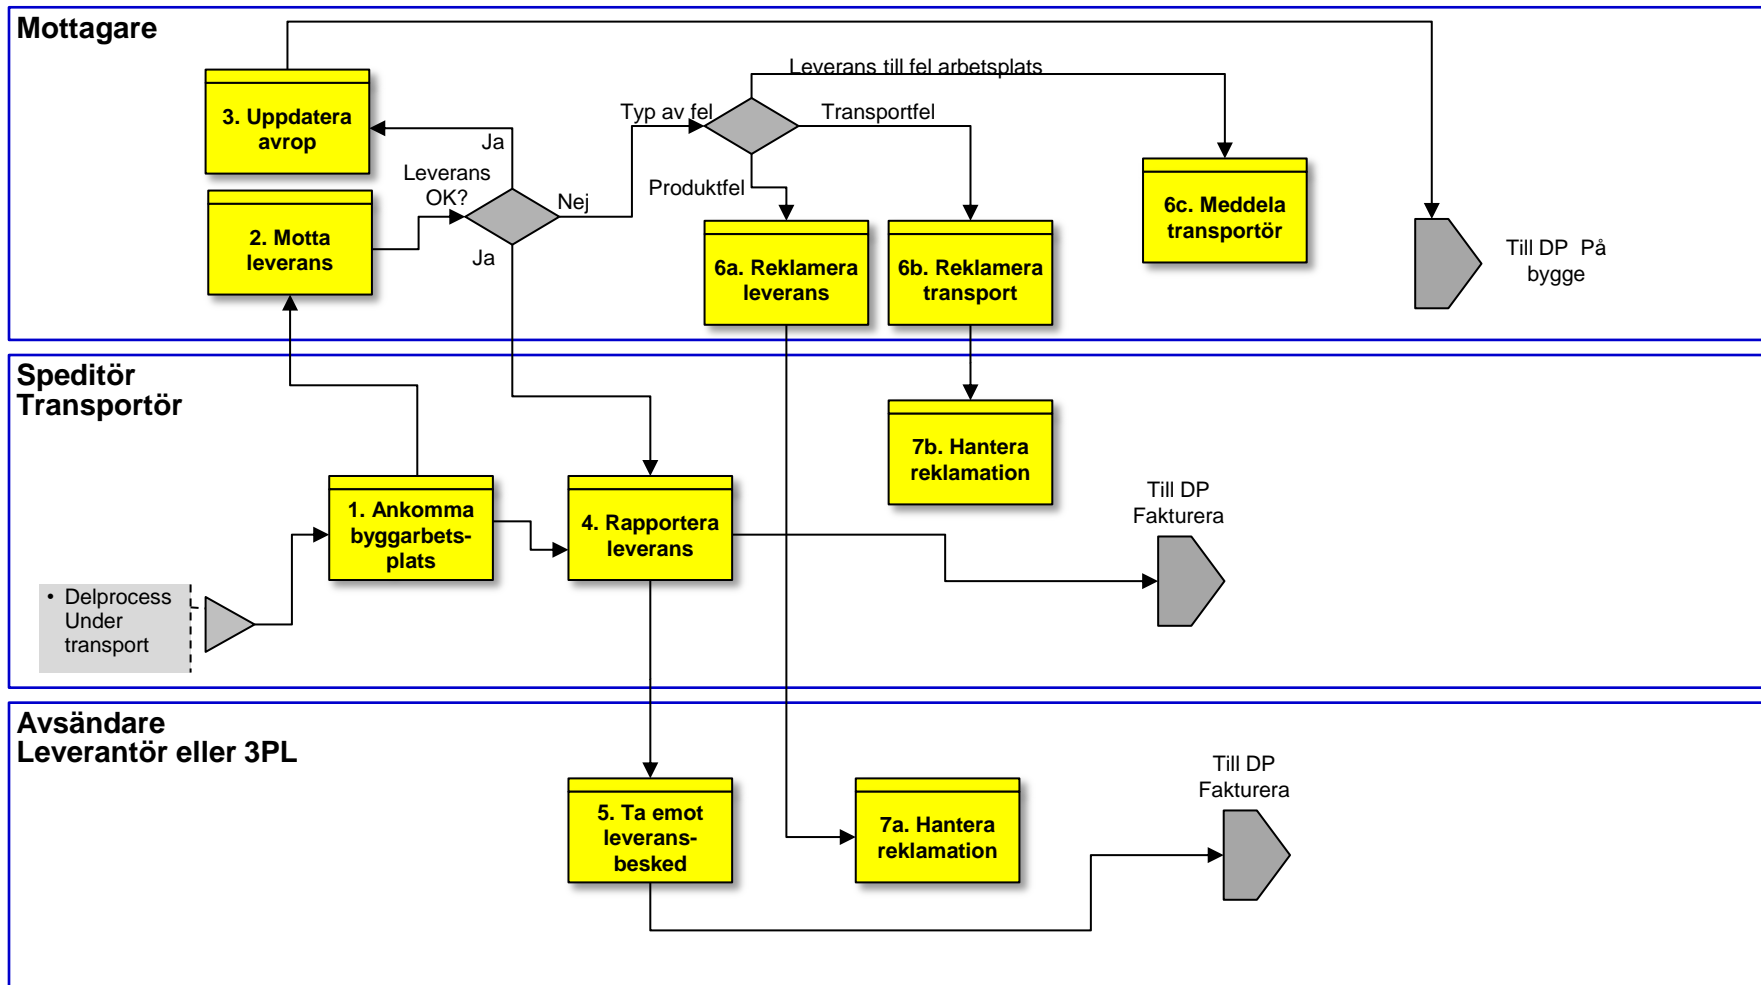 Mottagare
Leverans till fel arbetsplats
3. Uppdatera
avrop
Typ av fel
Transportfel
Ja
Leverans
OK?
Nej
Produktfel
6c. Meddela
transportör
2. Motta
leverans
Ja
6a. Reklamera
leverans
6b. Reklamera
transport
Till DP På
bygge
Speditör
Transportör
7b. Hantera
reklamation
1. Ankomma
byggarbets-
plats
4. Rapportera
leverans
Till DP
Fakturera
• Delprocess
Under
transport
Avsändare
Leverantör eller 3PL
Till DP
Fakturera
5. Ta emot
leverans-
besked
7a. Hantera
reklamation